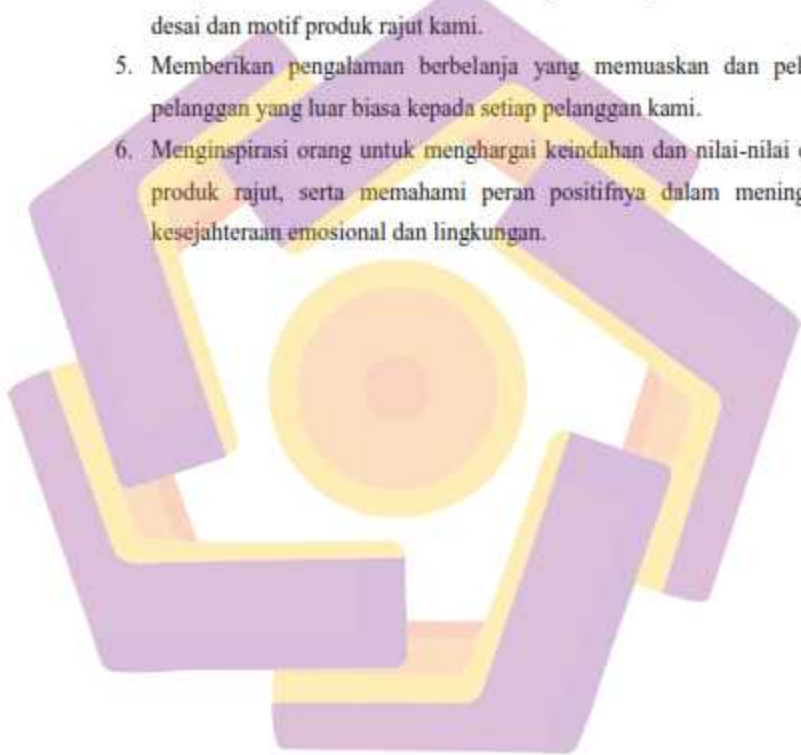 desai dan motif produk rajut kami.
5. Memberikan pengalaman berbelanja yang memuaskan dan
pelanggan yang luar biasa kepada setiap pelanggan kami.
6. Menginspirasi orang untuk menghargai keindahan dan nilai-nilai
produk rajut, serta memahami peran positifnya dalam
kesejahteraan emosional dan lingkungan.